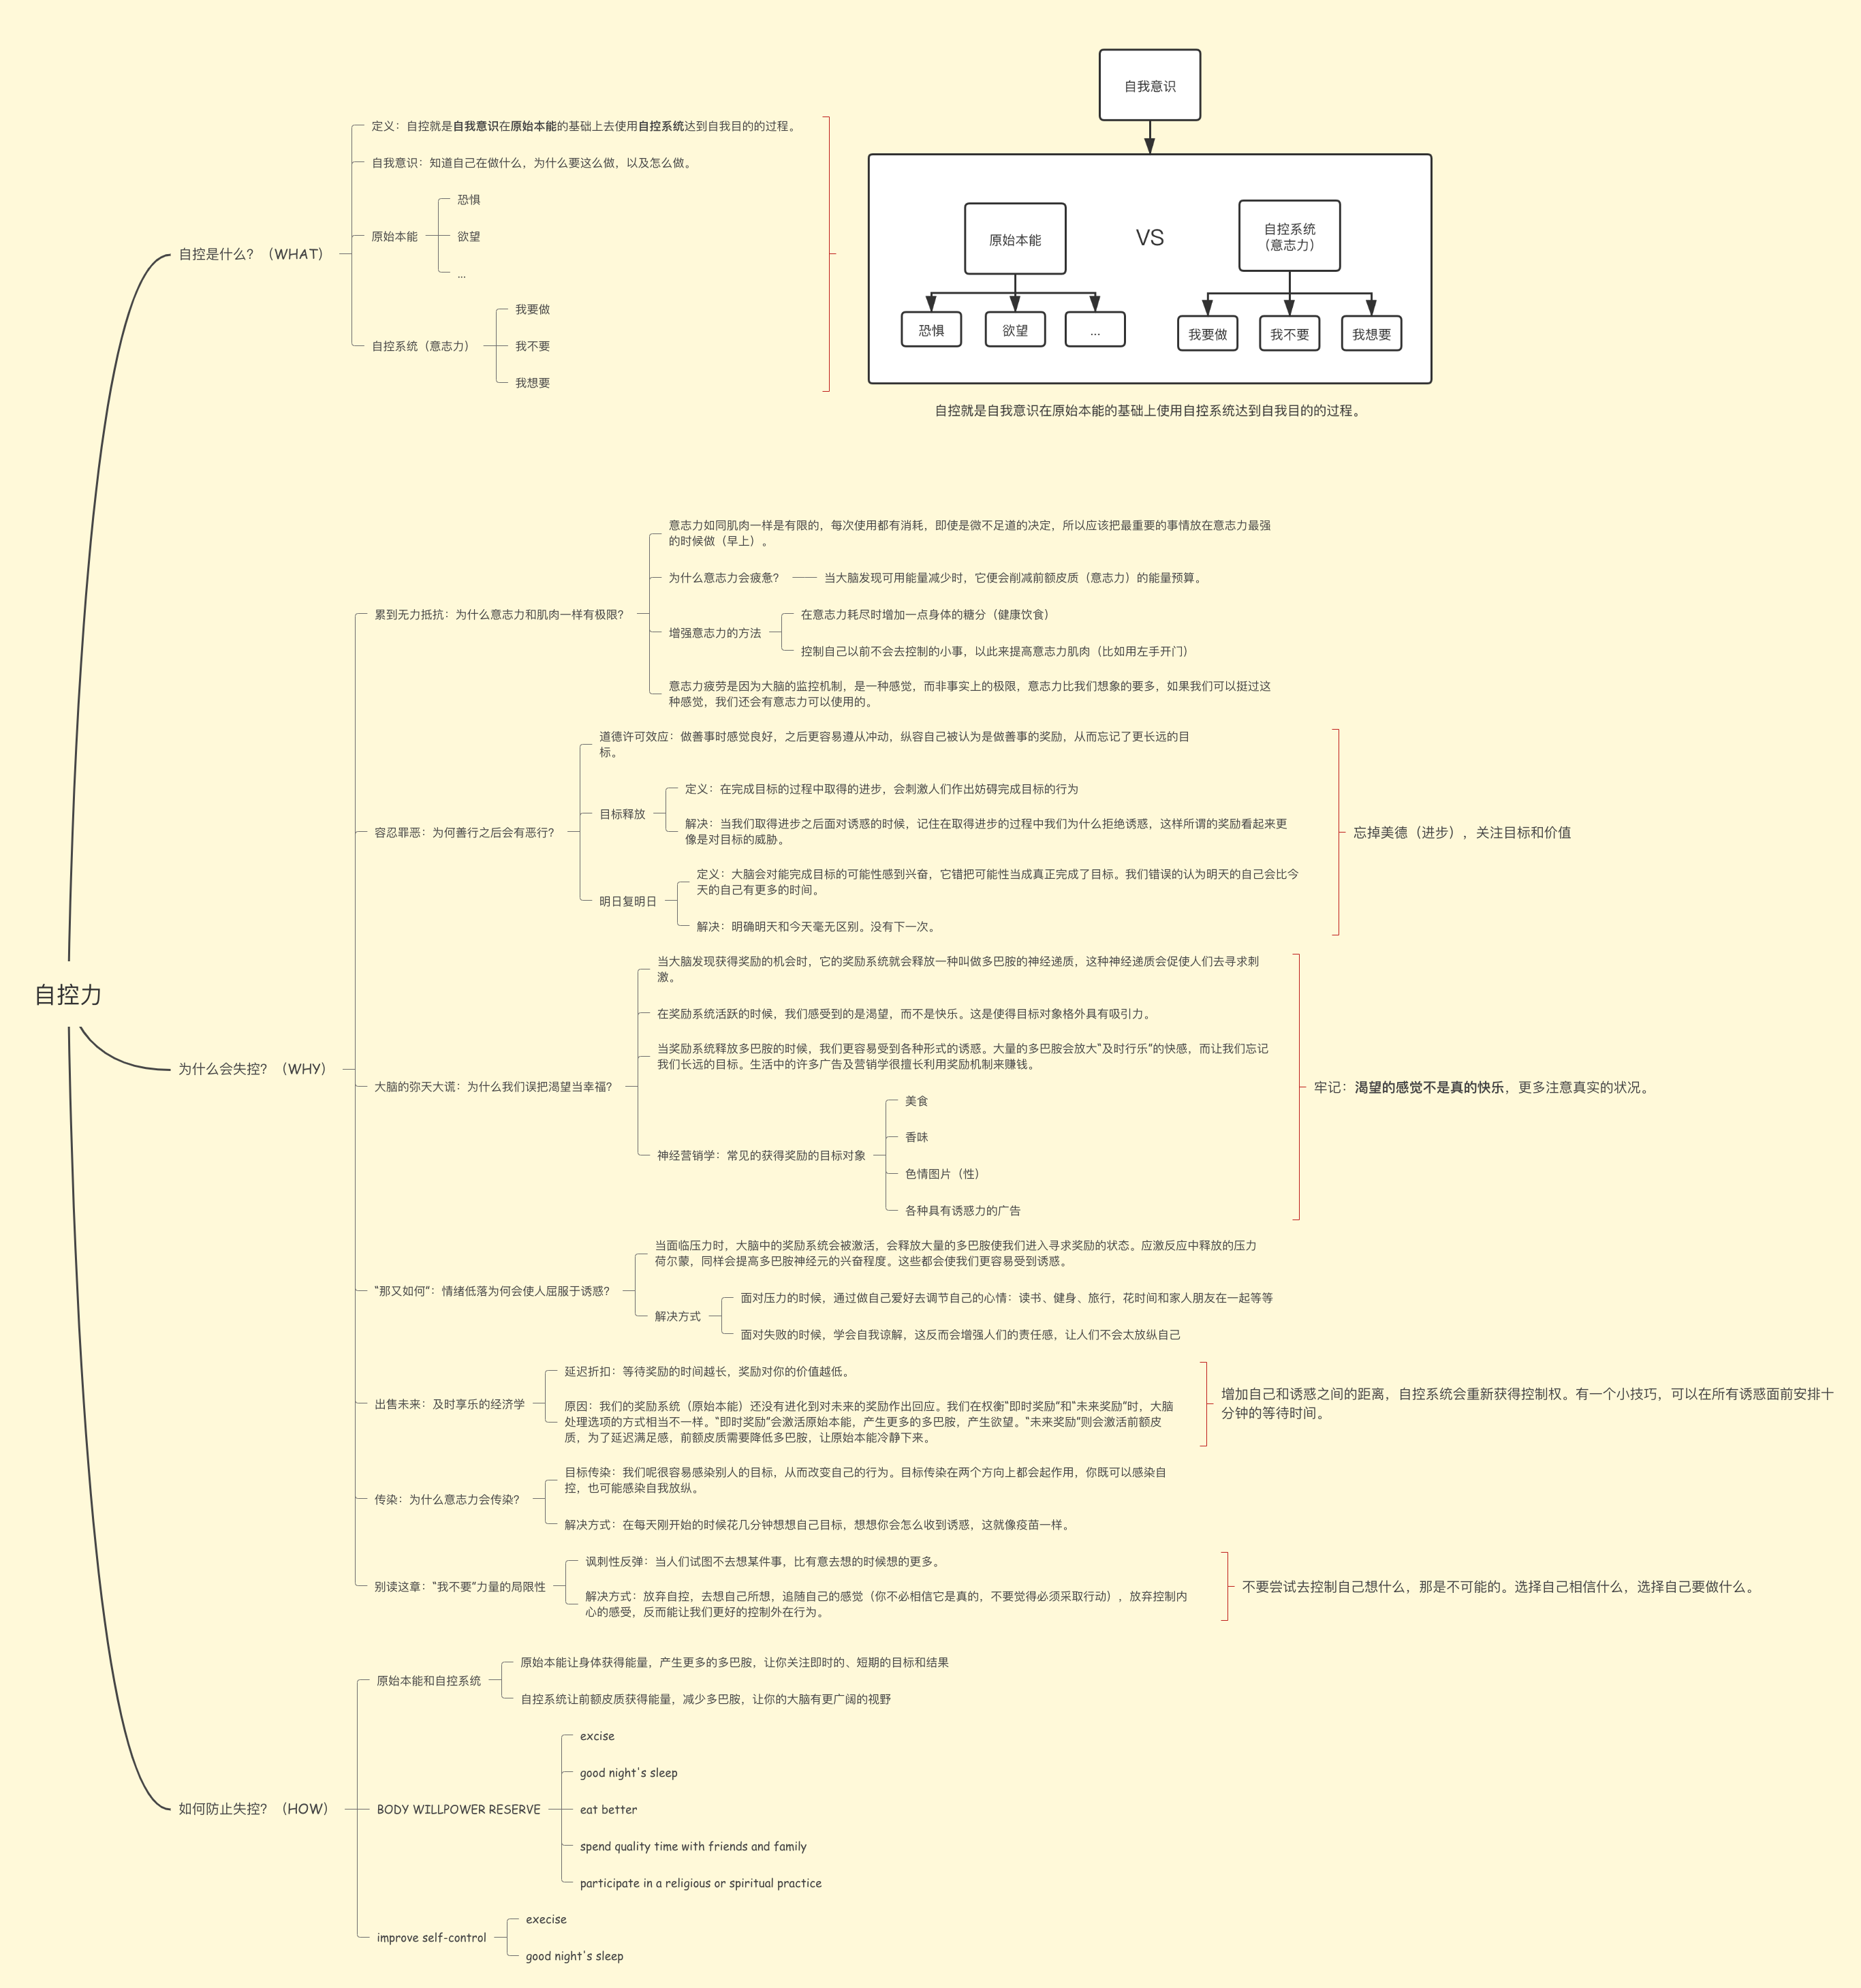 自控力
自控是什么？（WHAT）
定义：自控就是自我意识在原始本能的基础上去使用自控系统达到自我目的的过程。
自我意识：知道自己在做什么，为什么要这么做，以及怎么做。
原始本能
恐惧
欲望
...
自控系统（意志力）
我要做
我不要
我想要
自我意识
原始本能
VS
自控系统
（意志力）
恐惧
欲望
...
我要做
我不要
我想要
自控就是自我意识在原始本能的基础上使用自控系统达到自我目的的过程。
为什么会失控？（WHY）
累到无力抵抗：为什么意志力和肌肉一样有极限？
意志力如同肌肉一样是有限的，每次使用都有消耗，即使是微不足道的决定，所以应该把最重要的事情放在意志力最强
的时候做（早上）。
为什么意志力会疲惫？
当大脑发现可用能量减少时，它便会削减前额皮质（意志力）的能量预算。
增强意志力的方法
在意志力耗尽时增加一点身体的糖分（健康饮食）
控制自己以前不会去控制的小事，以此来提高意志力肌肉（比如用左手开门）
意志力疲劳是因为大脑的监控机制，是一种感觉，而非事实上的极限，意志力比我们想象的要多，如果我们可以挺过这
种感觉，我们还会有意志力可以使用的。
容忍罪恶：为何善行之后会有恶行？
道德许可效应：做善事时感觉良好，之后更容易遵从冲动，纵容自己被认为是做善事的奖励，从而忘记了更长远的目
标。
目标释放
定义：在完成目标的过程中取得的进步，会刺激人们作出妨碍完成目标的行为
解决：当我们取得进步之后面对诱惑的时候，记住在取得进步的过程中我们为什么拒绝诱惑，这样所谓的奖励看起来更
像是对目标的威胁。
明日复明日
定义：大脑会对能完成目标的可能性感到兴奋，它错把可能性当成真正完成了目标。我们错误的认为明天的自己会比今
天的自己有更多的时间。
解决：明确明天和今天毫无区别。没有下一次。
忘掉美德（进步），关注目标和价值
大脑的弥天大谎：为什么我们误把渴望当幸福？
当大脑发现获得奖励的机会时，它的奖励系统就会释放一种叫做多巴胺的神经递质，这种神经递质会促使人们去寻求刺
激。
在奖励系统活跃的时候，我们感受到的是渴望，而不是快乐。这是使得目标对象格外具有吸引力。
当奖励系统释放多巴胺的时候，我们更容易受到各种形式的诱惑。大量的多巴胺会放大“及时行乐”的快感，而让我们忘记
我们长远的目标。生活中的许多广告及营销学很擅长利用奖励机制来赚钱。
神经营销学：常见的获得奖励的目标对象
美食
香味
色情图片（性）
各种具有诱惑力的广告
牢记：渴望的感觉不是真的快乐，更多注意真实的状况。
“那又如何”：情绪低落为何会使人屈服于诱惑？
当面临压力时，大脑中的奖励系统会被激活，会释放大量的多巴胺使我们进入寻求奖励的状态。应激反应中释放的压力
荷尔蒙，同样会提高多巴胺神经元的兴奋程度。这些都会使我们更容易受到诱惑。
解决方式
面对压力的时候，通过做自己爱好去调节自己的心情：读书、健身、旅行，花时间和家人朋友在一起等等
面对失败的时候，学会自我谅解，这反而会增强人们的责任感，让人们不会太放纵自己
出售未来：及时享乐的经济学
延迟折扣：等待奖励的时间越长，奖励对你的价值越低。
原因：我们的奖励系统（原始本能）还没有进化到对未来的奖励作出回应。我们在权衡“即时奖励”和“未来奖励”时，大脑
处理选项的方式相当不一样。“即时奖励”会激活原始本能，产生更多的多巴胺，产生欲望。“未来奖励”则会激活前额皮
质，为了延迟满足感，前额皮质需要降低多巴胺，让原始本能冷静下来。
增加自己和诱惑之间的距离，自控系统会重新获得控制权。有一个小技巧，可以在所有诱惑面前安排十
分钟的等待时间。
传染：为什么意志力会传染？
目标传染：我们呢很容易感染别人的目标，从而改变自己的行为。目标传染在两个方向上都会起作用，你既可以感染自
控，也可能感染自我放纵。
解决方式：在每天刚开始的时候花几分钟想想自己目标，想想你会怎么收到诱惑，这就像疫苗一样。
别读这章：“我不要”力量的局限性
讽刺性反弹：当人们试图不去想某件事，比有意去想的时候想的更多。
解决方式：放弃自控，去想自己所想，追随自己的感觉（你不必相信它是真的，不要觉得必须采取行动），放弃控制内
心的感受，反而能让我们更好的控制外在行为。
不要尝试去控制自己想什么，那是不可能的。选择自己相信什么，选择自己要做什么。
如何防止失控？（HOW）
原始本能和自控系统
原始本能让身体获得能量，产生更多的多巴胺，让你关注即时的、短期的目标和结果
自控系统让前额皮质获得能量，减少多巴胺，让你的大脑有更广阔的视野
BODY WILLPOWER RESERVE
excise
good night's sleep
eat better
spend quality time with friends and family
participate in a religious or spiritual practice
improve self-control
execise
good night's sleep